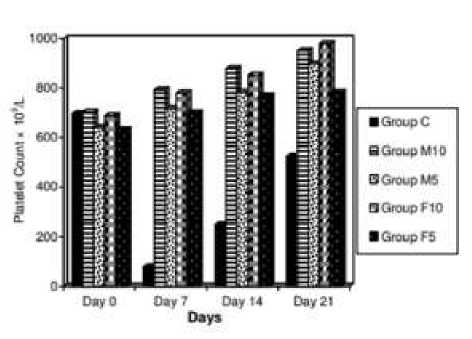 1000
800
600
400
200
0
Platelet Count × 10⁹/L
Day 0 Day 7 Day 14 Day 21
Days
Group C
Group M10
Group M5
Group F10
Group F5